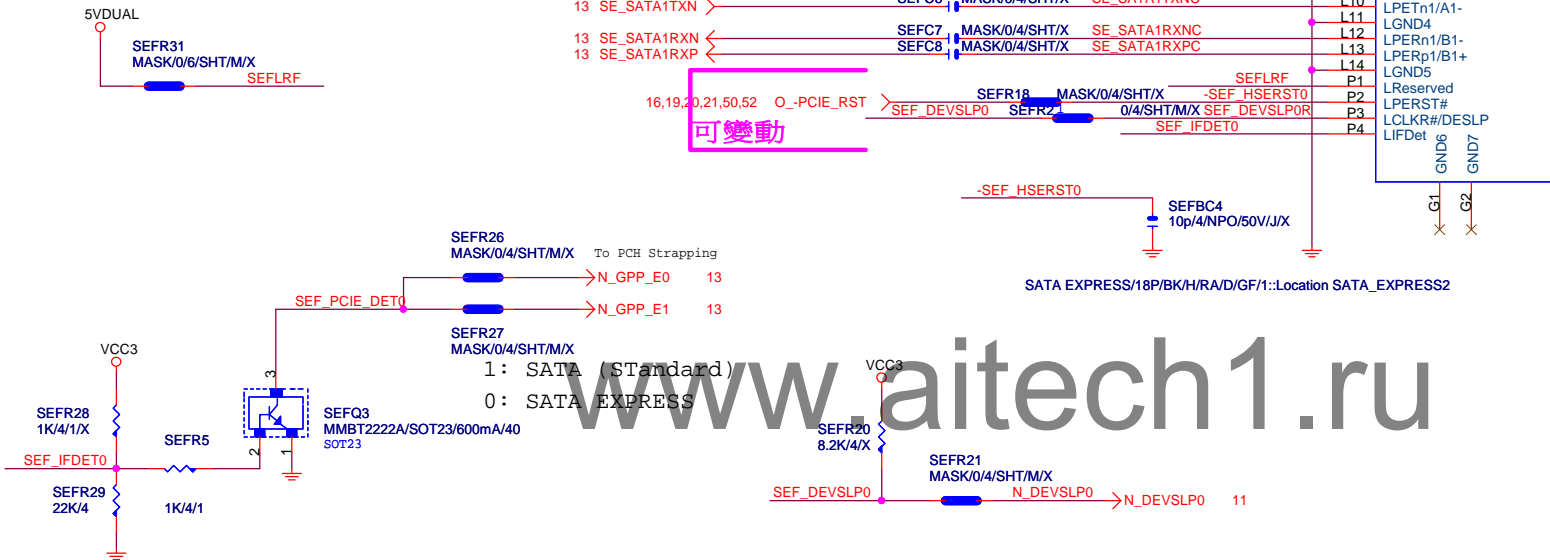 13 SE_SATA1TXN
MASK/0/4/SHT/X
LPETn1/A1-
L11
LGND4
13 SE_SATA1RXN
SEFC7
MASK/0/4/SHT/X
SE_SATA1RXNC
L12
LPERn1/B1-
13 SE_SATA1RXP
SEFC8
MASK/0/4/SHT/X
SE_SATA1RXPC
L13
LPERp1/B1+
L14
LGND5
SEFLRF
P1
LReserved
16,19,20,21,50,52 O_-PCIE_RST
SEFR18
MASK/0/4/SHT/X
-SEF_HSERST0
P2
LPERST#
SEF_DEVSLP0
SEFR2
0/4/SHT/M/X
SEF_DEVSLP0R
P3
LCLKR#/DESLP
可變動
SEF_IFDET0
P4
LIFDet
GND6
GND7
G1
G2
5VDUAL
SEFR31
MASK/0/6/SHT/M/X
SEFLRF
-SEF_HSERST0
SEFBC4
10p/4/NPO/50V/J/X
SATA EXPRESS/18P/BK/H/RA/D/GF/1::Location SATA_EXPRESS2
SEFR26
MASK/0/4/SHT/M/X
To PCH Strapping
N_GPP_E0 13
SEF_PCIE_DET0
N_GPP_E1 13
SEFR27
MASK/0/4/SHT/M/X
1: SATA (STandard)
0: SATA EXPRESS
VCC3
SEFR28
1K/4/1/X
SEFR5
3
2
1
SEFQ3
MMBT2222A/SOT23/600mA/40
SOT23
SEF_IFDET0
SEFR29
22K/4
1K/4/1
www.aitech1.ru
VCC3
SEFR20
8.2K/4/X
SEFR21
MASK/0/4/SHT/M/X
SEF_DEVSLP0
N_DEVSLP0
N_DEVSLP0 11